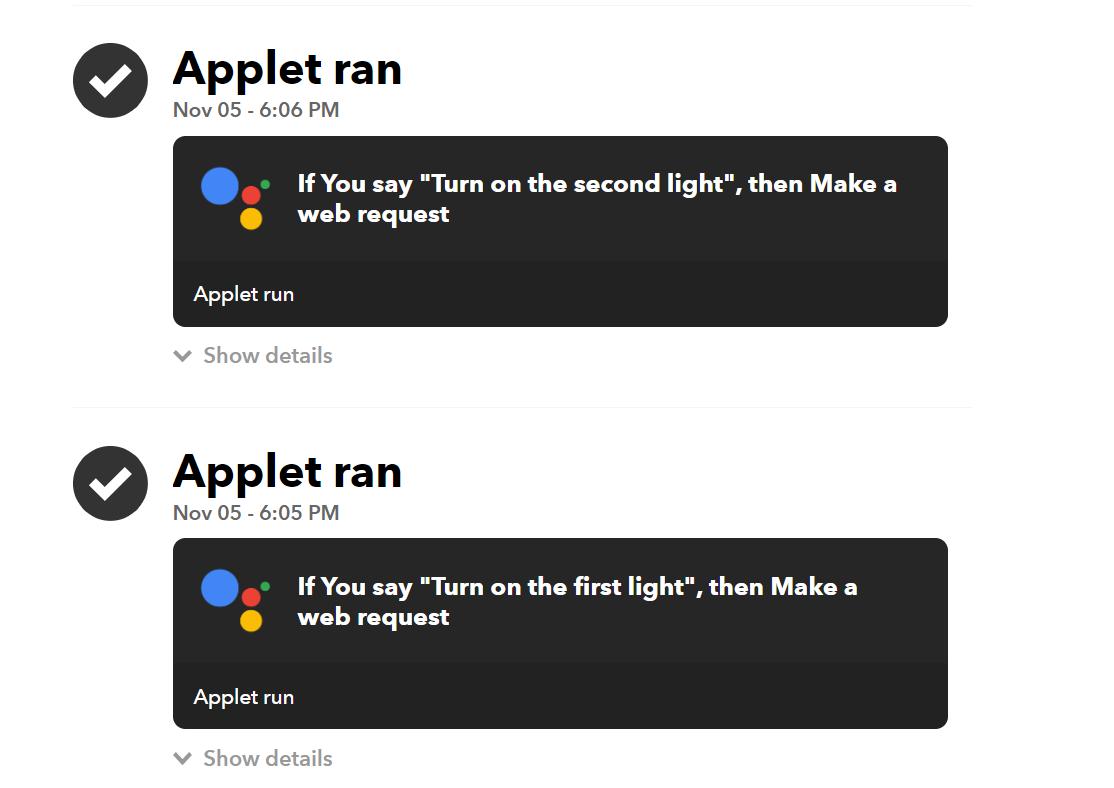 Applet ran
Nov 05 - 6:06 PM
If You say "Turn on the second light", then Make a
web request
Applet run
Show details
Applet ran
Nov 05 - 6:05 PM
If You say "Turn on the first light", then Make a
web request
Applet run
Show details